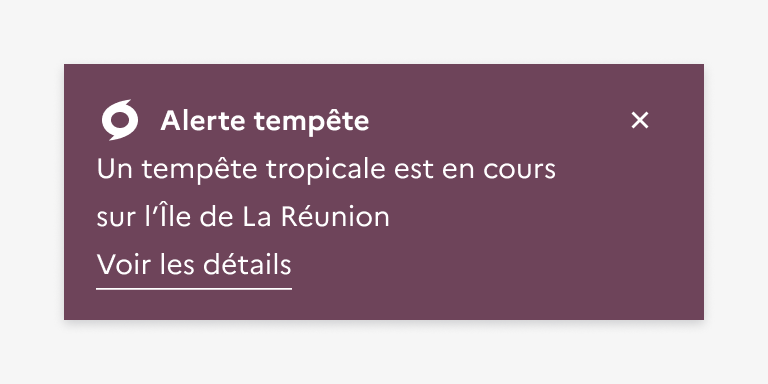 Alerte tempête
Un tempête tropicale est en cours
sur l’Île de La Réunion
Voir les détails